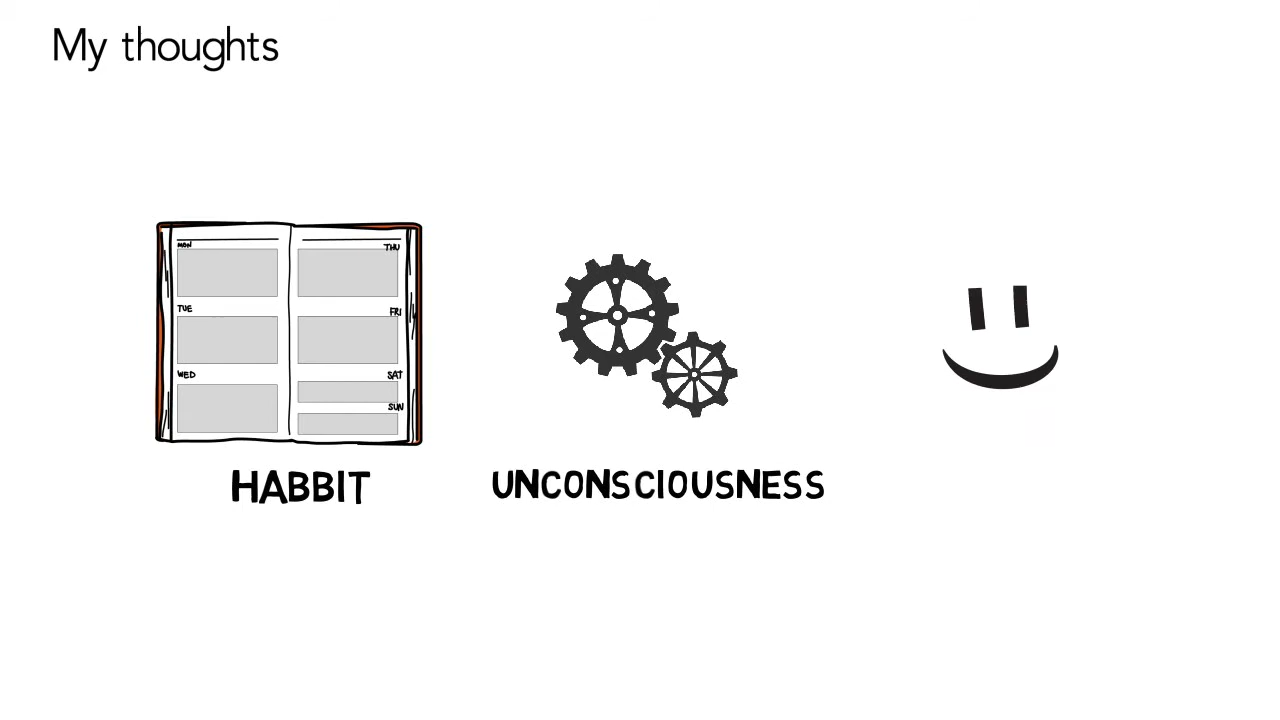 My thoughts
MON
THU
TUE
FRI
WED
SAT
SUN
HABBIT
UNCONSCIOUSNESS